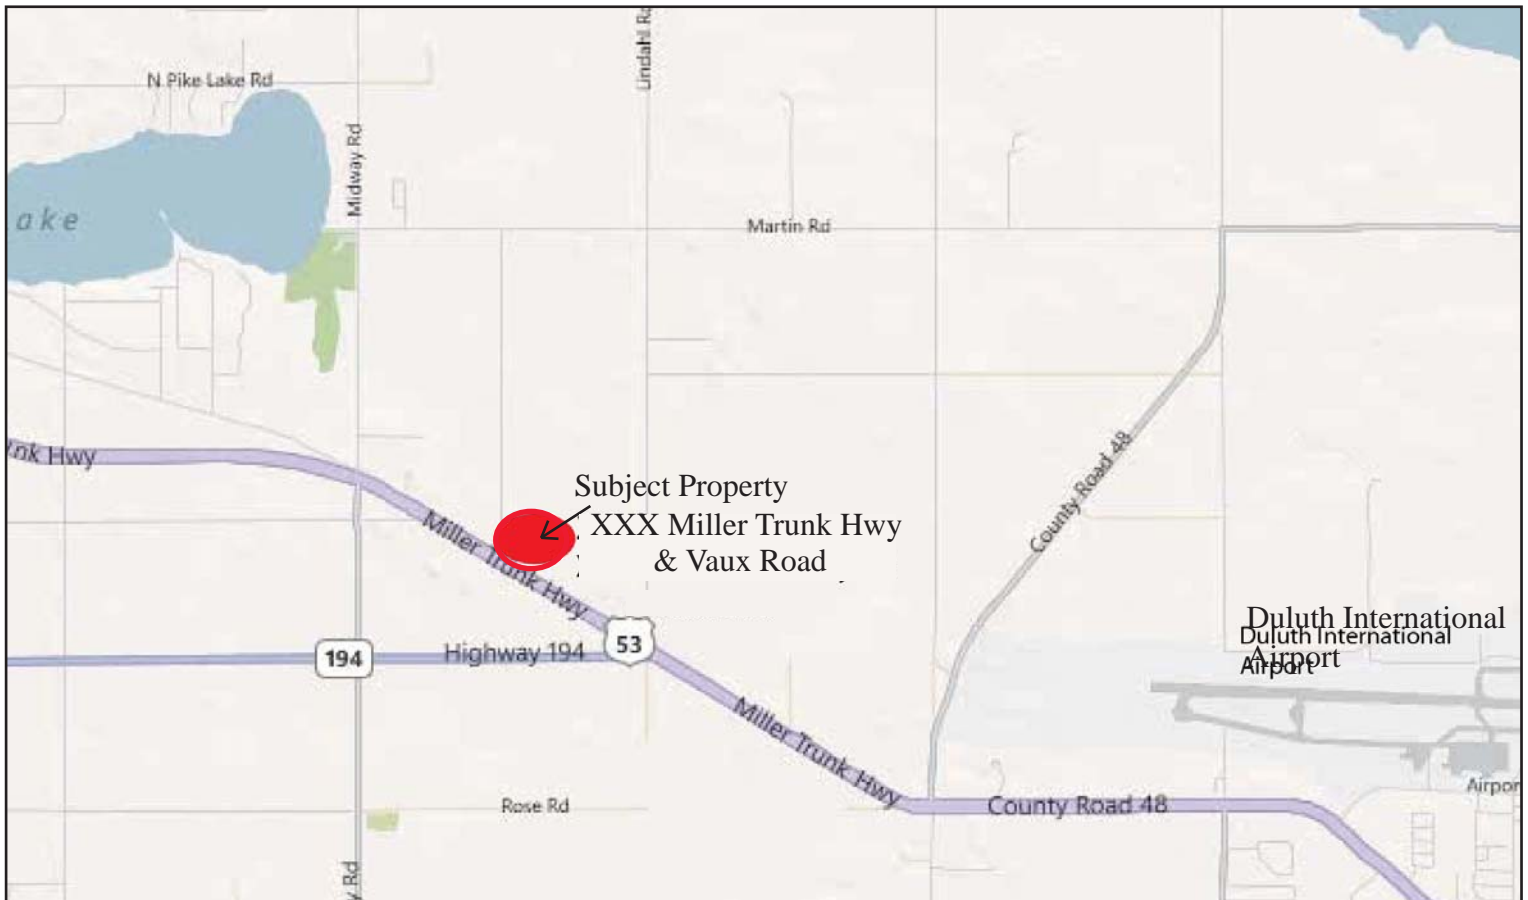 N Pike Lake Rd
Lindahl Rd
Midway Rd
ake
Martin Rd
nk Hwy
County Road 48
Subject Property
XXX Miller Trunk Hwy
& Vaux Road
Miller Trunk Hwy
Duluth International
Airport
Duluth International
Airport
53
194
Highway 194
Miller Trunk Hwy
County Road 48
Rose Rd
Airpor
y Rd